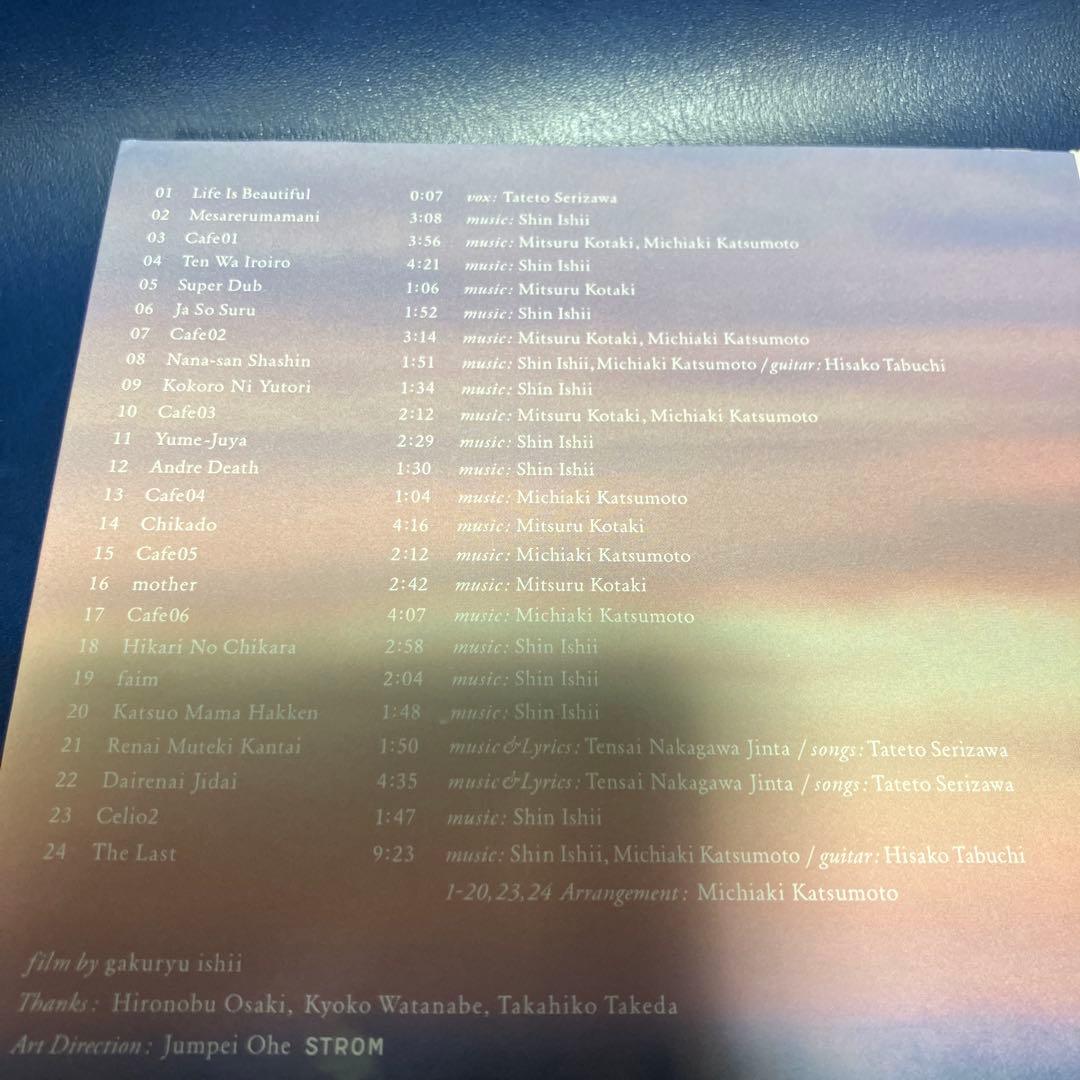 01 Life Is Beautiful 0:07 vox: Tateto Serizawa
02 Mesarerumamani 3:08 music: Shin Ishii
03 Cafe01 3:56 music: Mitsuru Kotaki, Michiaki Katsumoto
04 Ten Wa Iroiro 4:21 music: Shin Ishii
05 Super Dub 1:06 music: Mitsuru Kotaki
06 Ja So Suru 1:52 music: Shin Ishii
07 Cafe02 3:14 music: Mitsuru Kotaki, Michiaki Katsumoto
08 Nana-san Shashin 1:51 music: Shin Ishii, Michiaki Katsumoto / guitar: Hisako Tabuchi
09 Kokoro Ni Yutori 1:34 music: Shin Ishii
10 Cafe03 2:12 music: Mitsuru Kotaki, Michiaki Katsumoto
11 Yume-Juya 2:29 music: Shin Ishii
12 Andre Death 1:30 music: Shin Ishii
13 Cafe04 1:04 music: Michiaki Katsumoto
14 Chikado 4:16 music: Mitsuru Kotaki
15 Cafe05 2:12 music: Michiaki Katsumoto
16 mother 2:42 music: Mitsuru Kotaki
17 Cafe06 4:07 music: Michiaki Katsumoto
18 Hikari No Chikara 2:58 music: Shin Ishii
19 faim 2:04 music: Shin Ishii
20 Katsuo Mama Hakken 1:48 music: Shin Ishii
21 Renai Muteki Kantai 1:50 music&Lyrics: Tensai Nakagawa Jinta / songs: Tateto Serizawa
22 Dairenai Jidai 4:35 music&Lyrics: Tensai Nakagawa Jinta / songs: Tateto Serizawa
23 Celio2 1:47 music: Shin Ishii
24 The Last 9:23 music: Shin Ishii, Michiaki Katsumoto / guitar: Hisako Tabuchi
1-20,23,24 Arrangement: Michiaki Katsumoto
film by gakuryu ishii
Thanks: Hironobu Osaki, Kyoko Watanabe, Takahiko Takeda
Art Direction: Jumpei Ohe STROM